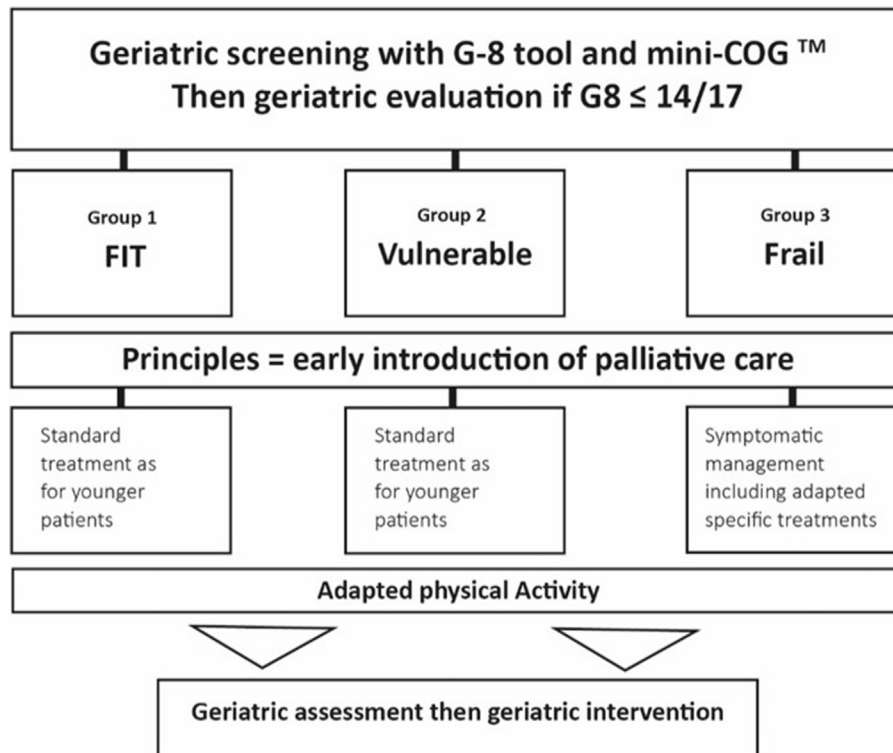 Geriatric screening with G-8 tool and mini-COG ™
Then geriatric evaluation if G8 ≤ 14/17
Group 1
FIT
Group 2
Vulnerable
Group 3
Frail
Principles = early introduction of palliative care
Standard
treatment as
for younger
patients
Standard
treatment as
for younger
patients
Symptomatic
management
including adapted
specific treatments
Adapted physical Activity
Geriatric assessment then geriatric intervention